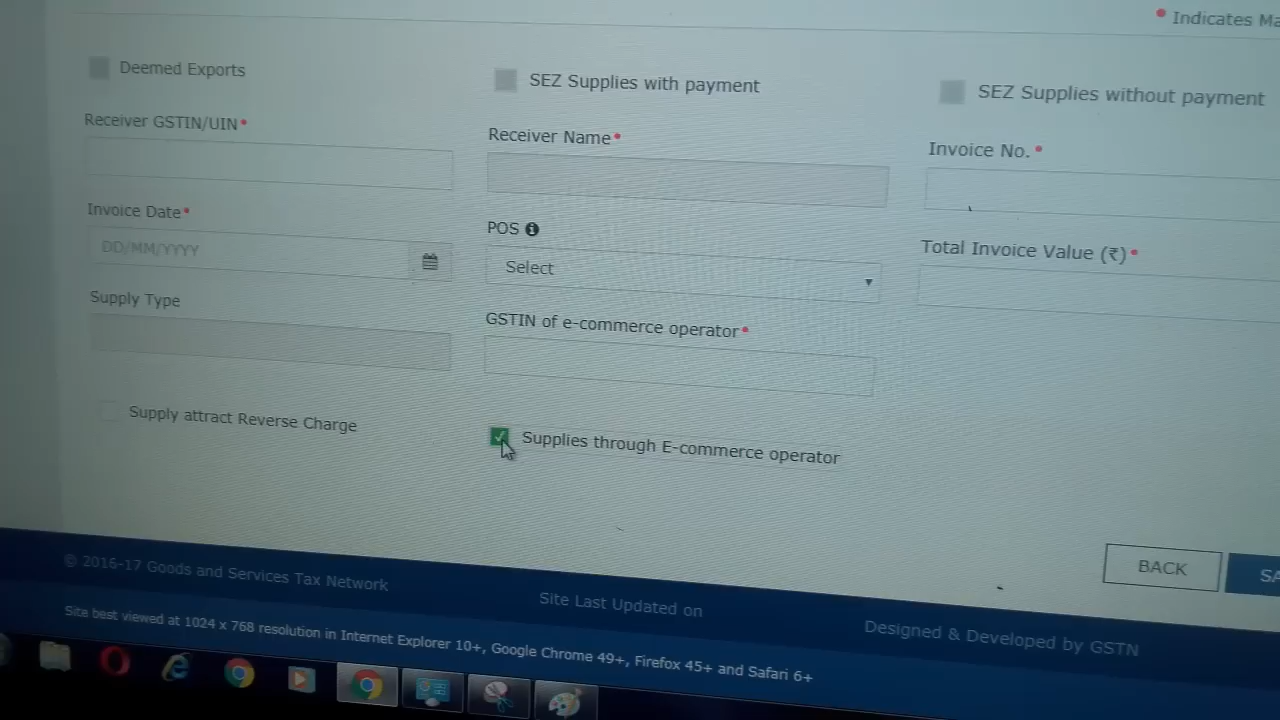 • Indicates
Deemed Exports
SEZ Supplies with payment
SEZ Supplies without payment
Receiver GSTIN/UIN•
Receiver Name•
Invoice No. •
Invoice Date•
POS
Total Invoice Value (₹)•
DD/MM/YYYY
Select
Supply Type
GSTIN of e-commerce operator•
Supply attract Reverse Charge
Supplies through E-commerce operator
BACK
© 2016-17 Goods and Services Tax Network
Site Last Updated on
Designed & Developed by GSTN
Site best viewed at 1024 x 768 resolution in Internet Explorer 10+, Google Chrome 49+, Firefox 45+ and Safari 6+